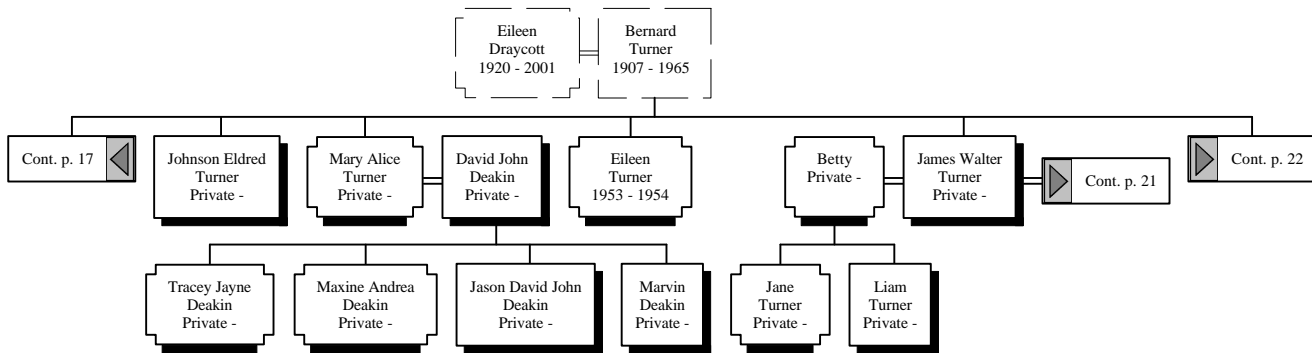 Eileen
Draycott
1920 - 2001
Bernard
Turner
1907 - 1965
Cont. p. 17
Johnson Eldred
Turner
Private -
Mary Alice
Turner
Private -
David John
Deakin
Private -
Eileen
Turner
1953 - 1954
Betty
Private -
James Walter
Turner
Private -
Cont. p. 21
Cont. p. 22
Tracey Jayne
Deakin
Private -
Maxine Andrea
Deakin
Private -
Jason David John
Deakin
Private -
Marvin
Deakin
Private -
Jane
Turner
Private -
Liam
Turner
Private -